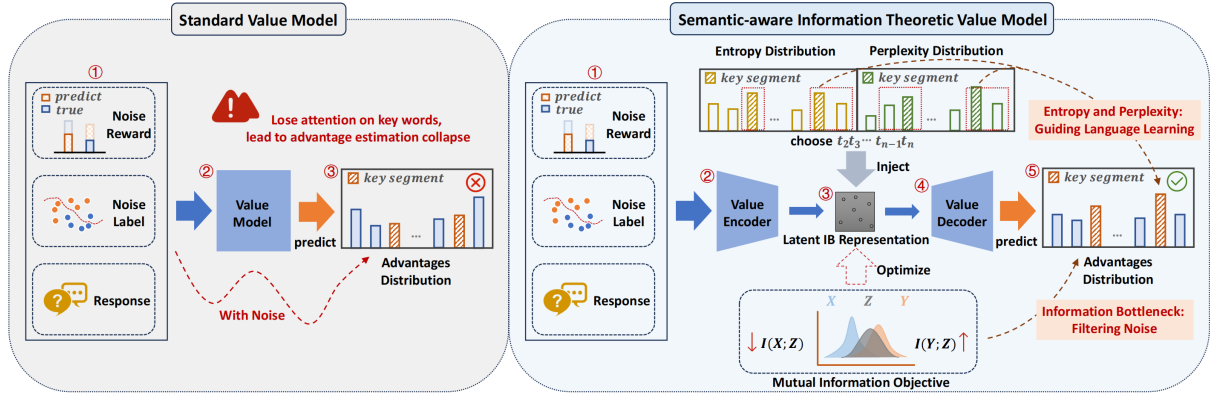 Standard Value Model
①
predict
true
Noise
Reward
Noise
Label
Response
Lose attention on key words,
lead to advantage estimation collapse
②
Value
Model
predict
③
key segment
...
Advantages
Distribution
With Noise
Semantic-aware Information Theoretic Value Model
①
predict
true
Noise
Reward
Noise
Label
Response
Entropy Distribution
Perplexity Distribution
key segment
...
key segment
...
choose t₂t₃⋯ tₙ₋₁tₙ
Inject
②
Value
Encoder
③
Latent IB Representation
④
Value
Decoder
predict
⑤
key segment
...
Advantages
Distribution
Entropy and Perplexity:
Guiding Language Learning
Optimize
X Z Y
↓ I(X; Z)
I(Y; Z) ↑
Mutual Information Objective
Information Bottleneck:
Filtering Noise